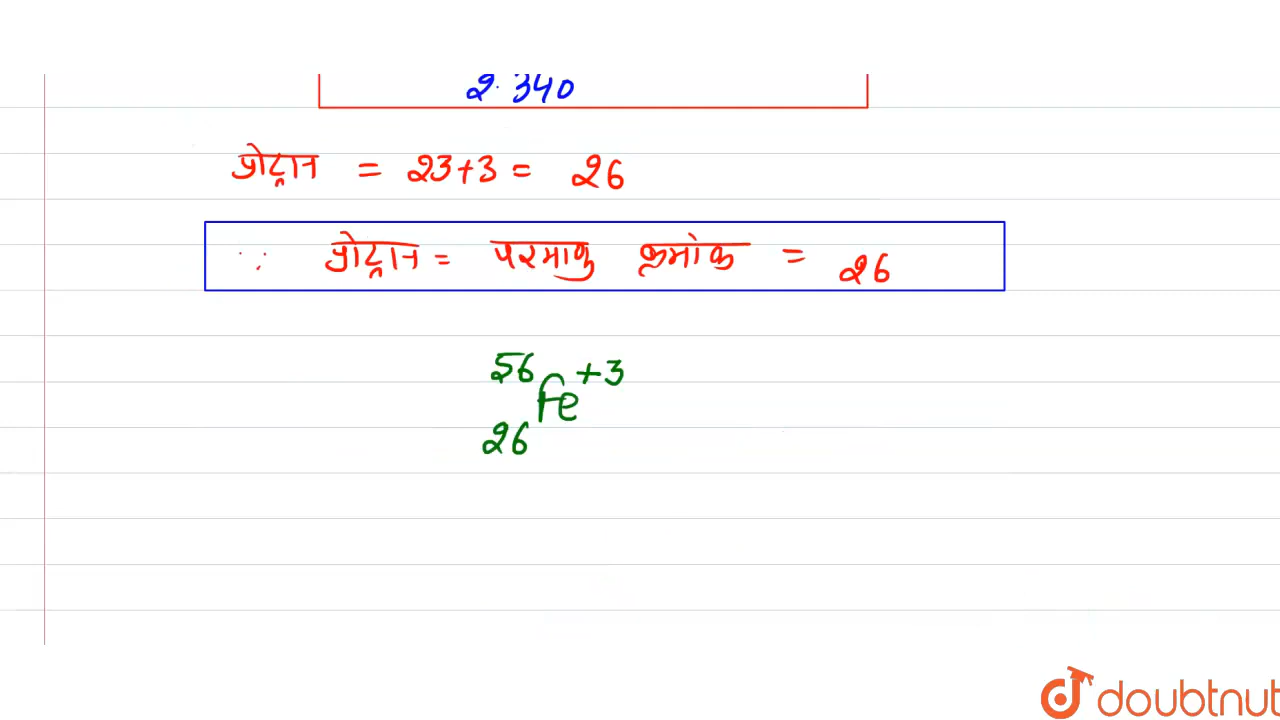 2.340
प्रोट्रान = 23+3 = 26
∵ प्रोट्रान = परमाणु क्रमांक = 26
56 Fe +3
26
doubtnut